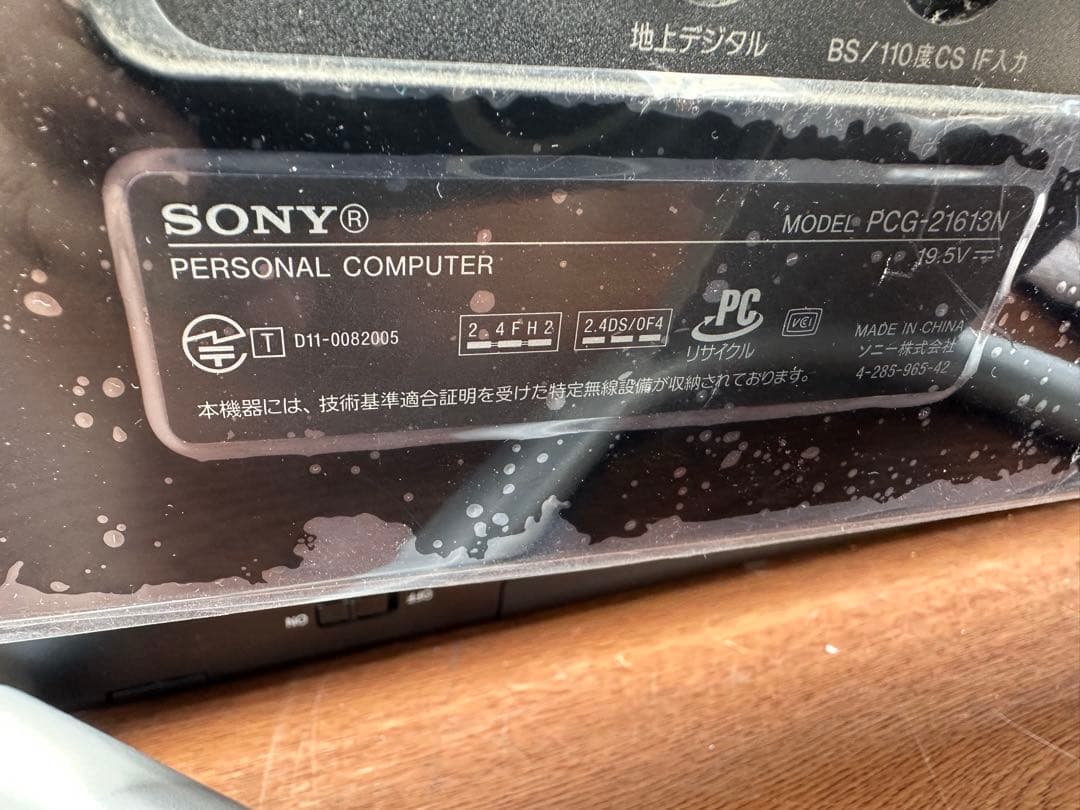 地上デジタル
BS/110度CS IF入力
SONY®
MODEL PCG-21613N
19.5V⎓
PERSONAL COMPUTER
T D11-0082005
2.4FH2
2.4DS/OF4
PC
リサイクル
VCCI
MADE IN CHINA
ソニー株式会社
4-285-965-42
本機器には、技術基準適合証明を受けた特定無線設備が収納されております。
ON
OFF